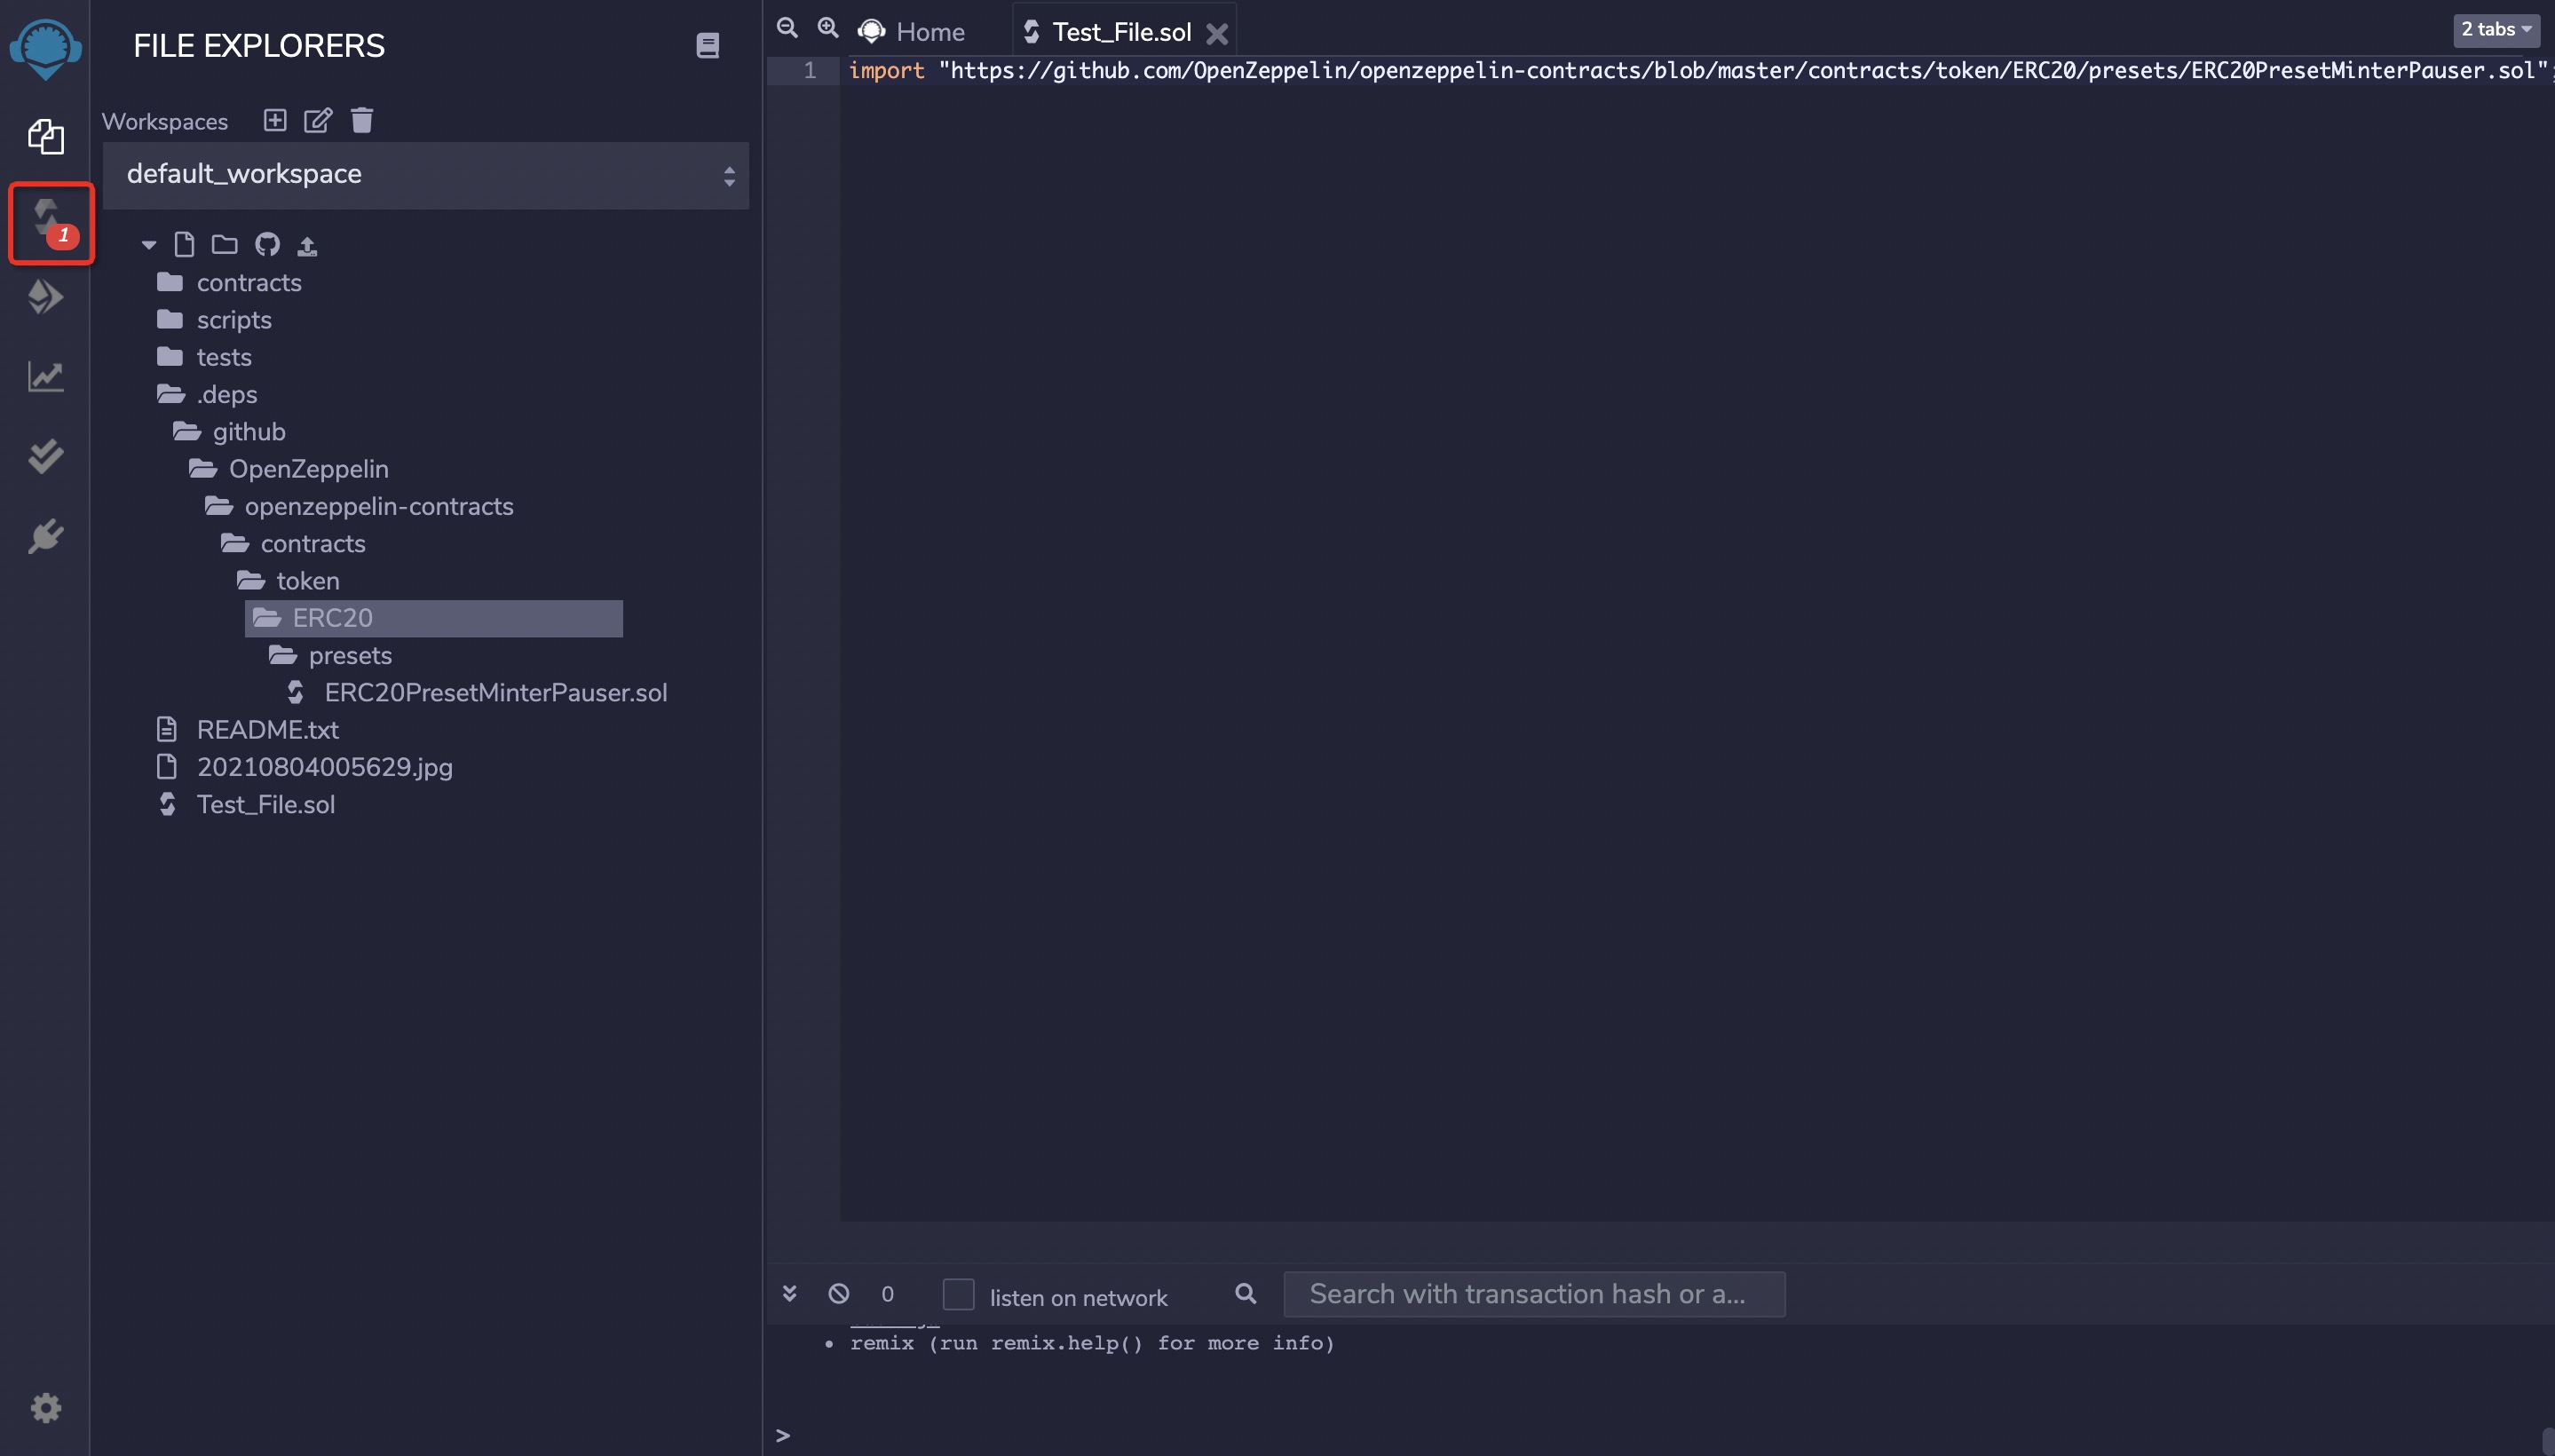 FILE EXPLORERS
Workspaces
default_workspace
1
contracts
scripts
tests
.deps
github
OpenZeppelin
openzeppelin-contracts
contracts
token
ERC20
presets
ERC20PresetMinterPauser.sol
README.txt
20210804005629.jpg
Test_File.sol
Home
Test_File.sol
2 tabs
1 import "https://github.com/OpenZeppelin/openzeppelin-contracts/blob/master/contracts/token/ERC20/presets/ERC20PresetMinterPauser.sol";
0 listen on network Search with transaction hash or a...
• remix (run remix.help() for more info)
>